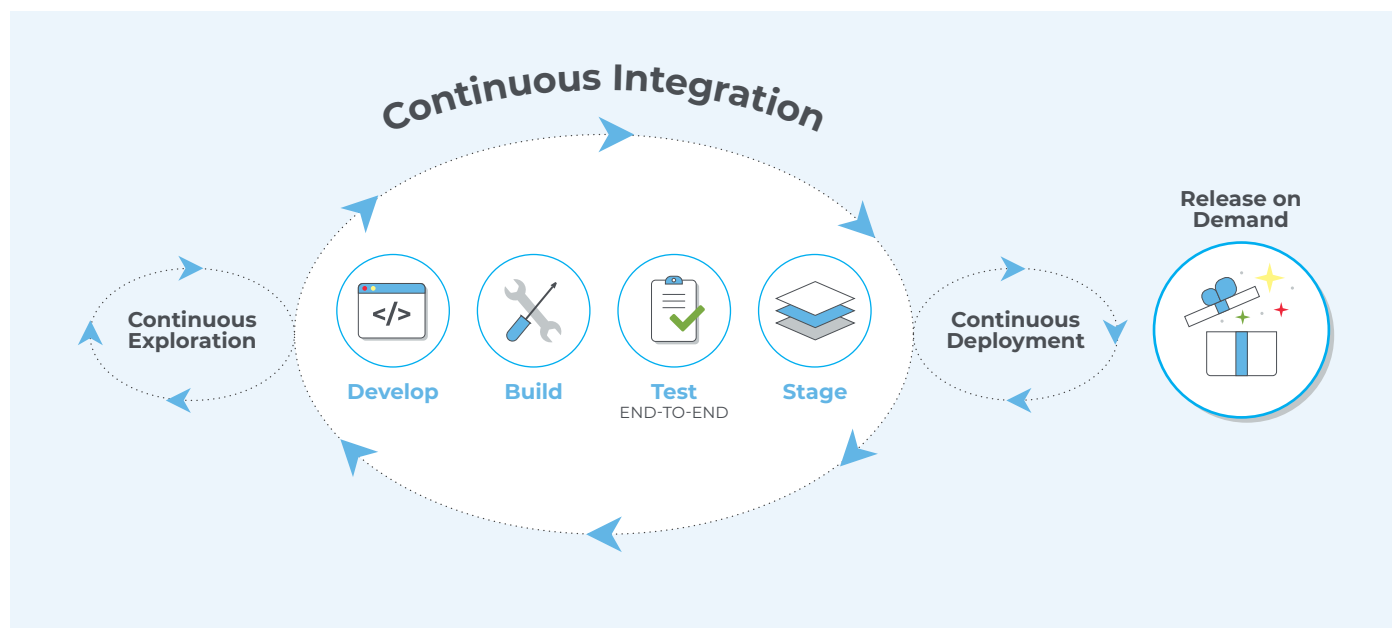 Continuous Integration
Continuous
Exploration
</>
Develop
Build
Test
END-TO-END
Stage
Continuous
Deployment
Release on
Demand